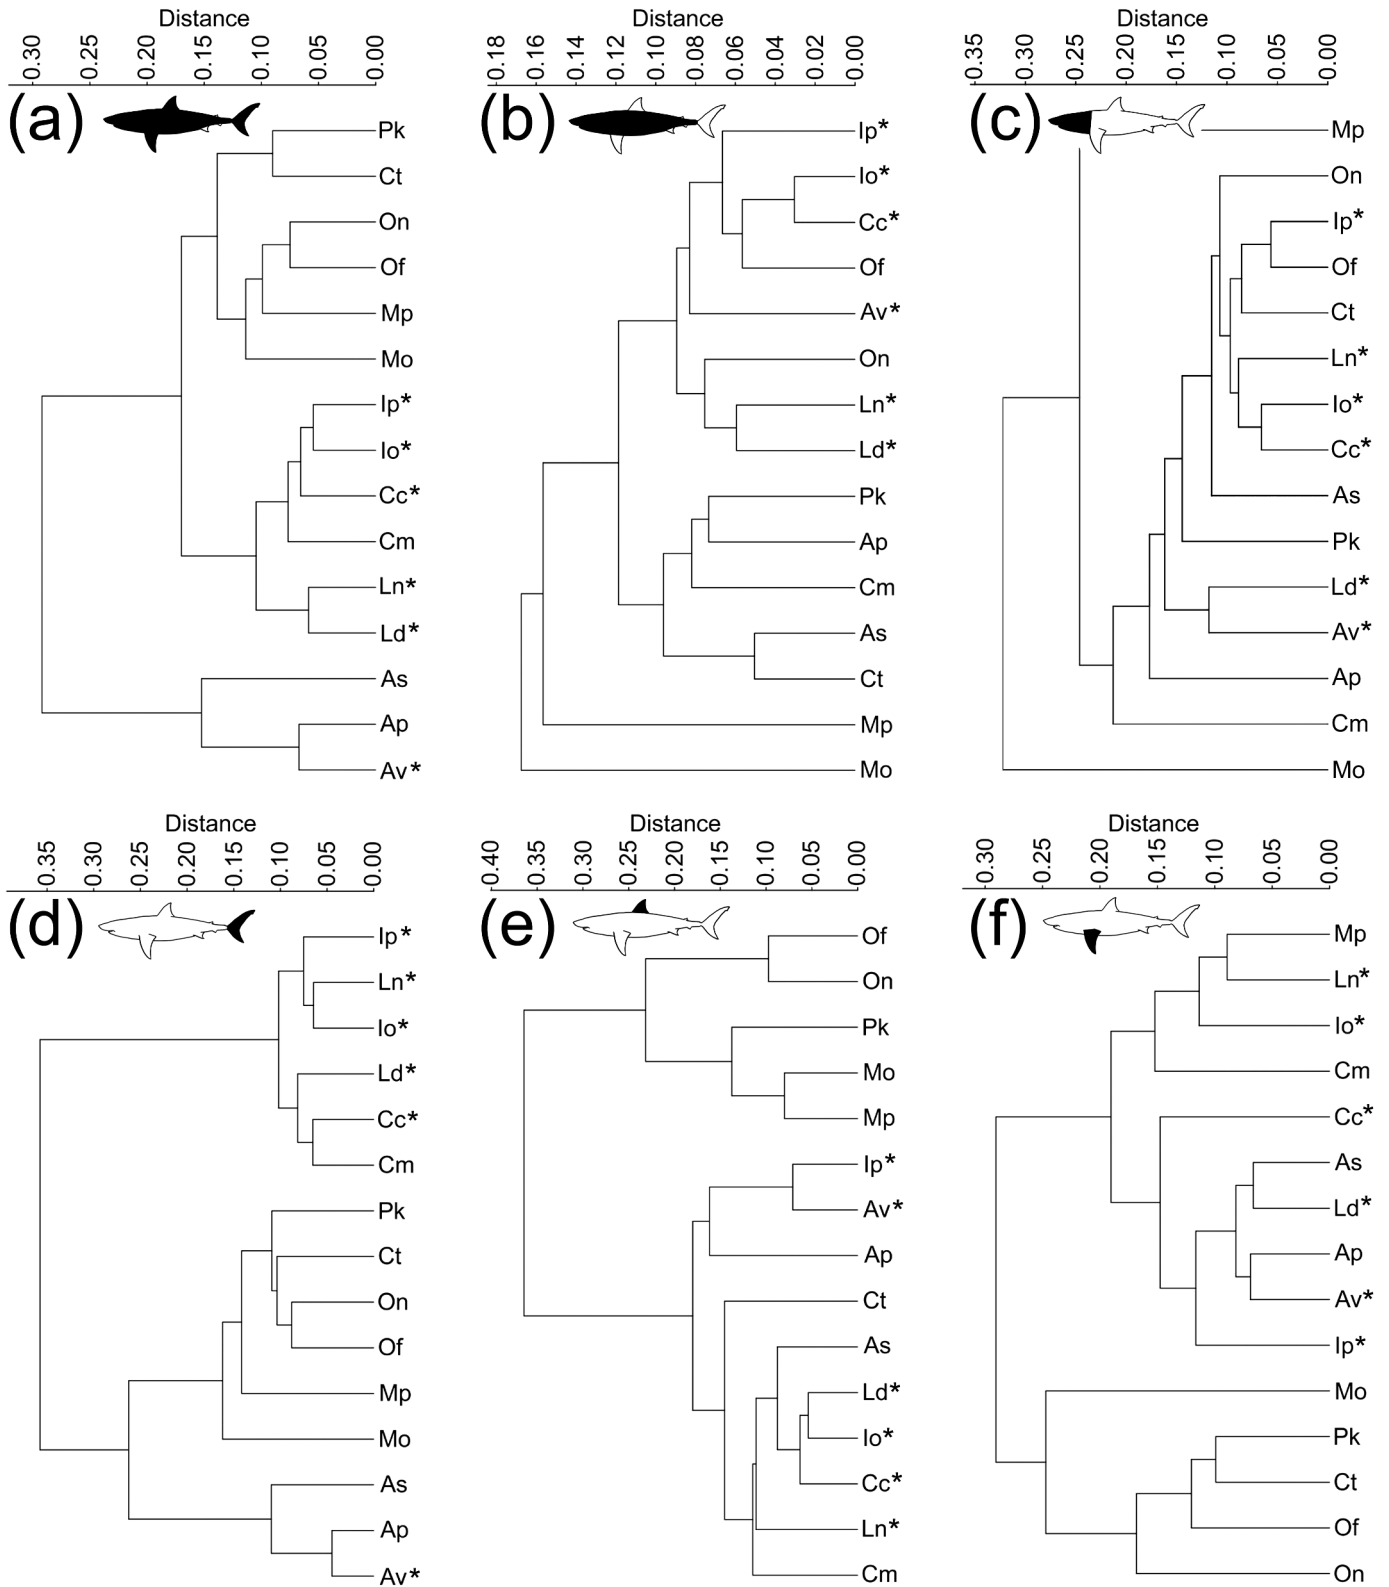 Distance
0.30 0.25 0.20 0.15 0.10 0.05 0.00
(a)
Pk
Ct
On
Of
Mp
Mo
Ip*
Io*
Cc*
Cm
Ln*
Ld*
As
Ap
Av*
Distance
0.18 0.16 0.14 0.12 0.10 0.08 0.06 0.04 0.02 0.00
(b)
Ip*
Io*
Cc*
Of
Av*
On
Ln*
Ld*
Pk
Ap
Cm
As
Ct
Mp
Mo
Distance
0.35 0.30 0.25 0.20 0.15 0.10 0.05 0.00
(c)
Mp
On
Ip*
Of
Ct
Ln*
Io*
Cc*
As
Pk
Ld*
Av*
Ap
Cm
Mo
Distance
0.35 0.30 0.25 0.20 0.15 0.10 0.05 0.00
(d)
Ip*
Ln*
Io*
Ld*
Cc*
Cm
Pk
Ct
On
Of
Mp
Mo
As
Ap
Av*
Distance
0.40 0.35 0.30 0.25 0.20 0.15 0.10 0.05 0.00
(e)
Of
On
Pk
Mo
Mp
Ip*
Av*
Ap
Ct
As
Ld*
Io*
Cc*
Ln*
Cm
Distance
0.30 0.25 0.20 0.15 0.10 0.05 0.00
(f)
Mp
Ln*
Io*
Cm
Cc*
As
Ld*
Ap
Av*
Ip*
Mo
Pk
Ct
Of
On